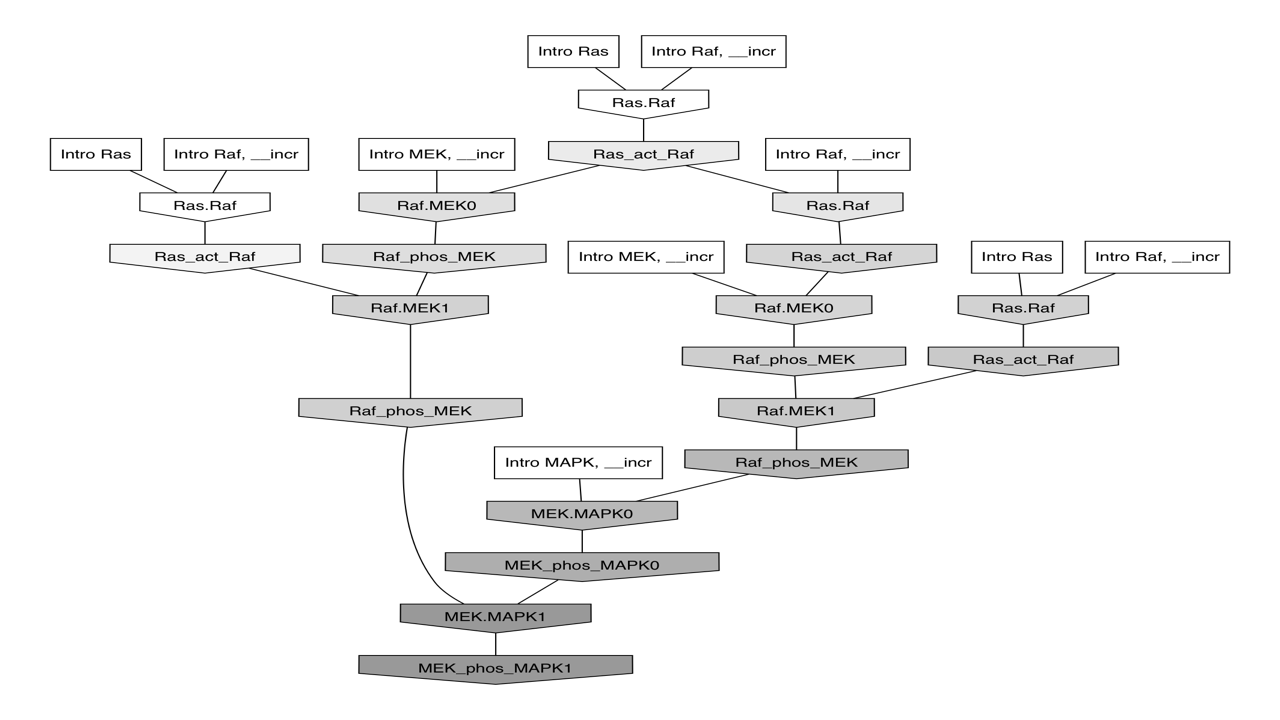 Intro Ras
Intro Raf, __incr
Ras.Raf
Intro Ras
Intro Raf, __incr
Intro MEK, __incr
Ras_act_Raf
Intro Raf, __incr
Ras.Raf
Raf.MEK0
Ras.Raf
Ras_act_Raf
Raf_phos_MEK
Intro MEK, __incr
Ras_act_Raf
Intro Ras
Intro Raf, __incr
Raf.MEK1
Raf.MEK0
Ras.Raf
Raf_phos_MEK
Ras_act_Raf
Raf_phos_MEK
Raf.MEK1
Intro MAPK, __incr
Raf_phos_MEK
MEK.MAPK0
MEK_phos_MAPK0
MEK.MAPK1
MEK_phos_MAPK1